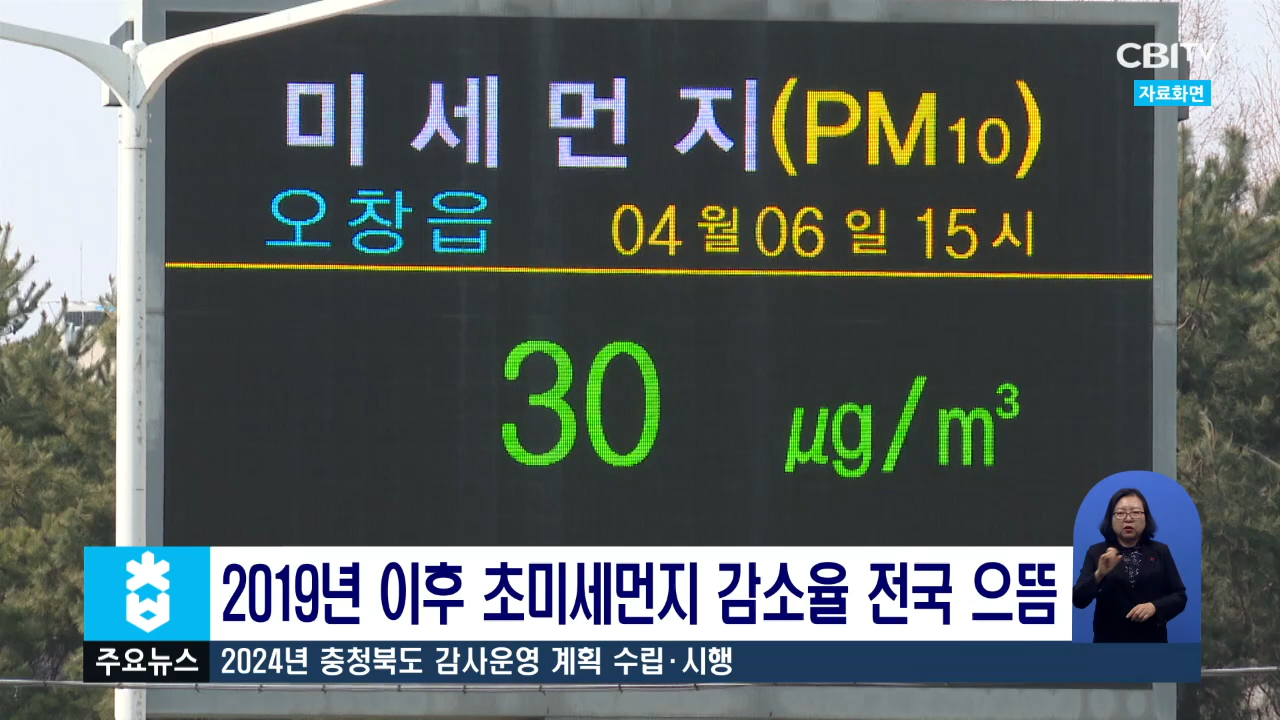 CBITV
자료화면
미세먼지(PM10)
오창읍 04월 06일 15시
30 μg/m³
2019년 이후 초미세먼지 감소율 전국 으뜸
주요뉴스 2024년 충청북도 감사운영 계획 수립·시행